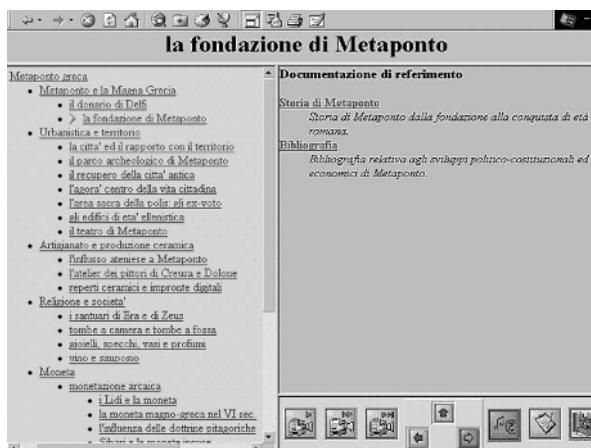 la fondazione di Metaponto
Metaponto greca
Metaponto e la Magna Grecia
il donario di Delfi
la fondazione di Metaponto
Urbanistica e territorio
la citta' ed il rapporto con il territorio
il parco archeologico di Metaponto
il recupero della citta' antica
l'agora' centro della vita cittadina
l'area sacra della polis: gli ex-voto
gli edifici di eta' ellenistica
il teatro di Metaponto
Artigianato e produzione ceramica
l'influsso ateniese a Metaponto
l'atelier dei pittori di Creusa e Dolone
reperti ceramici e impronte digitali
Religione e societa'
i santuari di Era e di Zeus
tombe a camera e tombe a fossa
gioielli, specchi, vasi e profumi
vino e simposio
Moneta
monetazione arcaica
i Lidi e la moneta
la moneta magno-greca nel VI sec.
l'influenza delle dottrine pitagoriche
Sibari e la moneta incusa
Documentazione di referimento
Storia di Metaponto
Storia di Metaponto dalla fondazione alla conquista di età
romana.
Bibliografia
Bibliografia relativa agli sviluppi politico-costituzionali ed
economici di Metaponto.